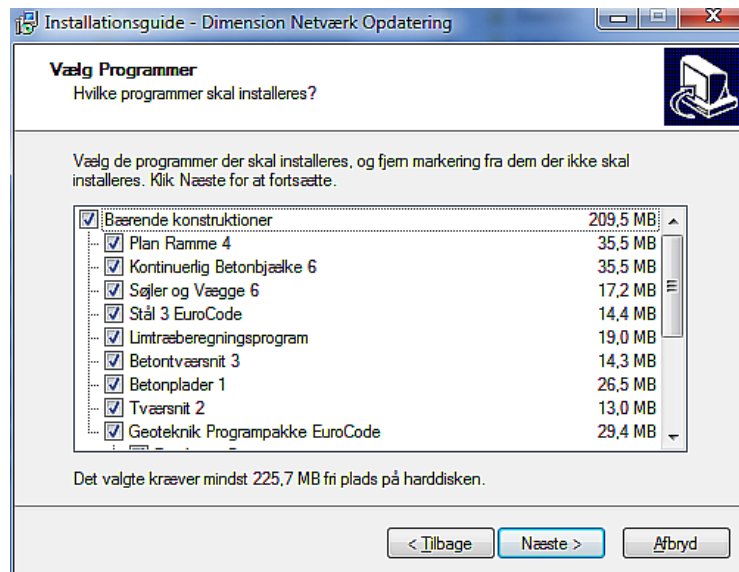 Installationsguide - Dimension Netværk Opdatering
Vælg Programmer
Hvilke programmer skal installeres?
Vælg de programmer der skal installeres, og fjern markering fra dem der ikke skal
installeres. Klik Næste for at fortsætte.
Bærende konstruktioner 209,5 MB
Plan Ramme 4 35,5 MB
Kontinuerlig Betonbjælke 6 35,5 MB
Søjler og Vægge 6 17,2 MB
Stål 3 EuroCode 14,4 MB
Limtræberegningsprogram 19,0 MB
Betontværsnit 3 14,3 MB
Betonplader 1 26,5 MB
Tværsnit 2 13,0 MB
Geoteknik Programpakke EuroCode 29,4 MB
Det valgte kræver mindst 225,7 MB fri plads på harddisken.
< Tilbage Næste > Afbryd